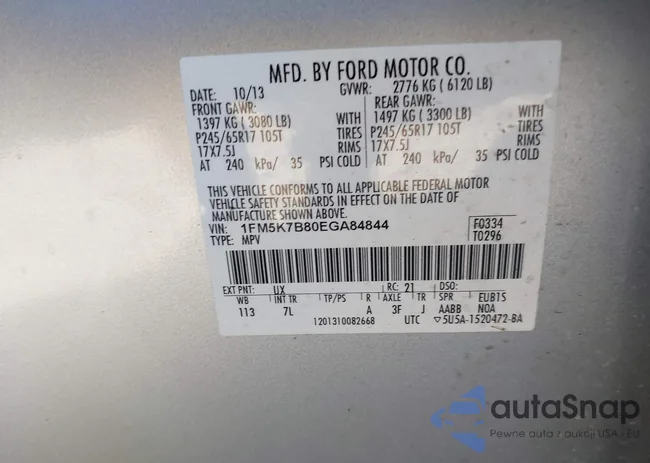 MFD. BY FORD MOTOR CO.
DATE: 10/13 GVWR: 2776 KG (6120 LB)
FRONT GAWR: REAR GAWR:
1397 KG (3080 LB) WITH 1497 KG (3300 LB) WITH
P245/65R17 105T TIRES P245/65R17 105T TIRES
17X7.5J RIMS 17X7.5J RIMS
AT 240 kPa/ 35 PSI COLD AT 240 kPa/ 35 PSI COLD
THIS VEHICLE CONFORMS TO ALL APPLICABLE FEDERAL MOTOR
VEHICLE SAFETY STANDARDS IN EFFECT ON THE DATE OF
MANUFACTURE SHOWN ABOVE.
VIN: 1FM5K7B80EGA84844 F0334
TYPE: MPV T0296
EXT PNT: UX RC: 21 DSO:
WB INT TR TP/PS R AXLE TR SPR EUB1S
113 7L A 3F J AABB NOA
1201310082668 UTC ▽5U5A-1520472-BA
autaSnap
Pewne auta z aukcji USA - EU